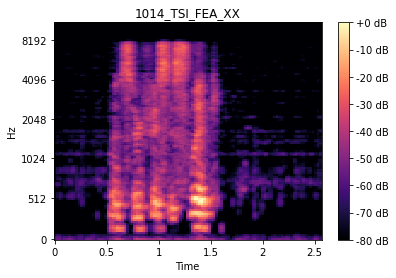 1014_TSI_FEA_XX
+0 dB
8192
-10 dB
4096
-20 dB
-30 dB
2048
Hz
-40 dB
1024
-50 dB
512
-60 dB
-70 dB
0
-80 dB
0 0.5 1 1.5 2 2.5
Time